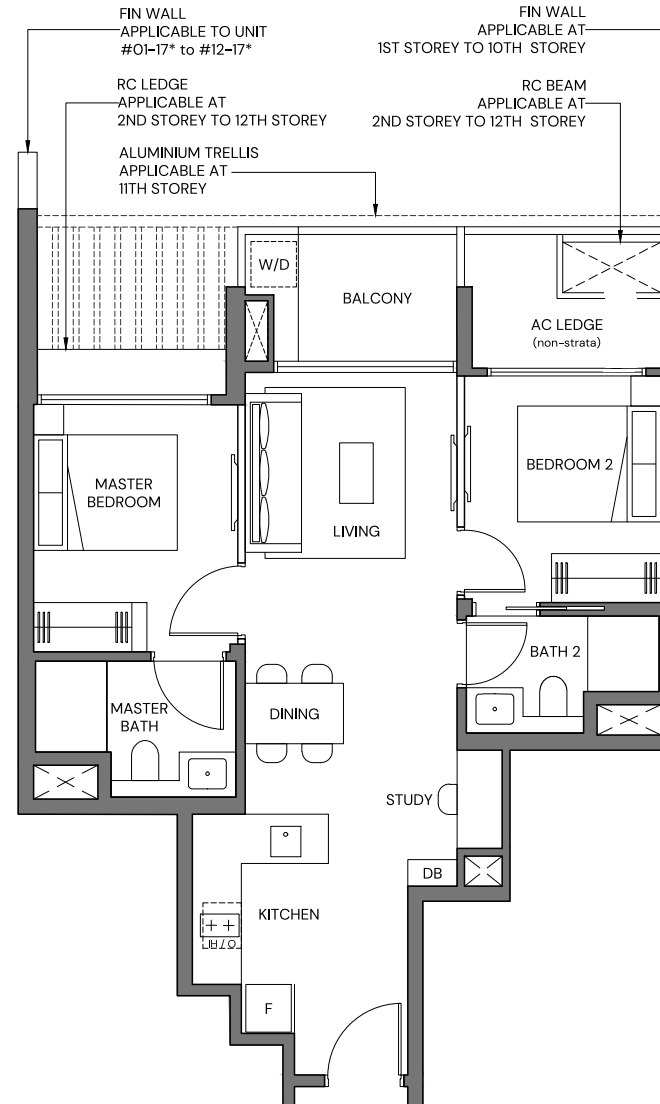 FIN WALL
APPLICABLE TO UNIT
#01-17* to #12-17*
FIN WALL
APPLICABLE AT
1ST STOREY TO 10TH STOREY
RC LEDGE
APPLICABLE AT
2ND STOREY TO 12TH STOREY
RC BEAM
APPLICABLE AT
2ND STOREY TO 12TH STOREY
ALUMINIUM TRELLIS
APPLICABLE AT
11TH STOREY
W/D
BALCONY
AC LEDGE
(non-strata)
MASTER
BEDROOM
BEDROOM 2
LIVING
BATH 2
MASTER
BATH
DINING
STUDY
DB
KITCHEN
F